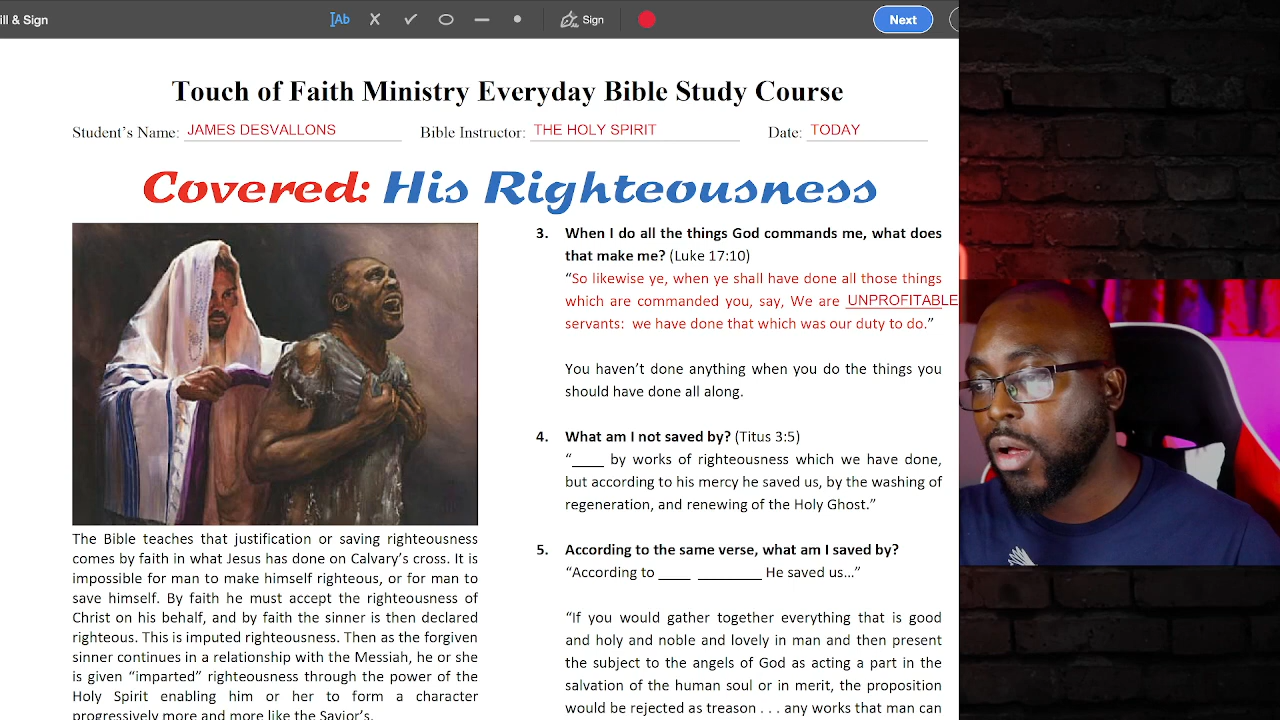 ill & Sign
Ab
Sign
Next
Touch of Faith Ministry Everyday Bible Study Course
Student's Name: JAMES DESVALLONS Bible Instructor: THE HOLY SPIRIT Date: TODAY
Covered: His Righteousness
The Bible teaches that justification or saving righteousness
comes by faith in what Jesus has done on Calvary's cross. It is
impossible for man to make himself righteous, or for man to
save himself. By faith he must accept the righteousness of
Christ on his behalf, and by faith the sinner is then declared
righteous. This is imputed righteousness. Then as the forgiven
sinner continues in a relationship with the Messiah, he or she
is given "imparted" righteousness through the power of the
Holy Spirit enabling him or her to form a character
progressively more and more like the Savior's.
3. When I do all the things God commands me, what does
that make me? (Luke 17:10)
"So likewise ye, when ye shall have done all those things
which are commanded you, say, We are UNPROFITABLE
servants: we have done that which was our duty to do."
You haven't done anything when you do the things you
should have done all along.
4. What am I not saved by? (Titus 3:5)
"____ by works of righteousness which we have done,
but according to his mercy he saved us, by the washing of
regeneration, and renewing of the Holy Ghost."
5. According to the same verse, what am I saved by?
"According to ____ ________ He saved us..."
"If you would gather together everything that is good
and holy and noble and lovely in man and then present
the subject to the angels of God as acting a part in the
salvation of the human soul or in merit, the proposition
would be rejected as treason . . . any works that man can